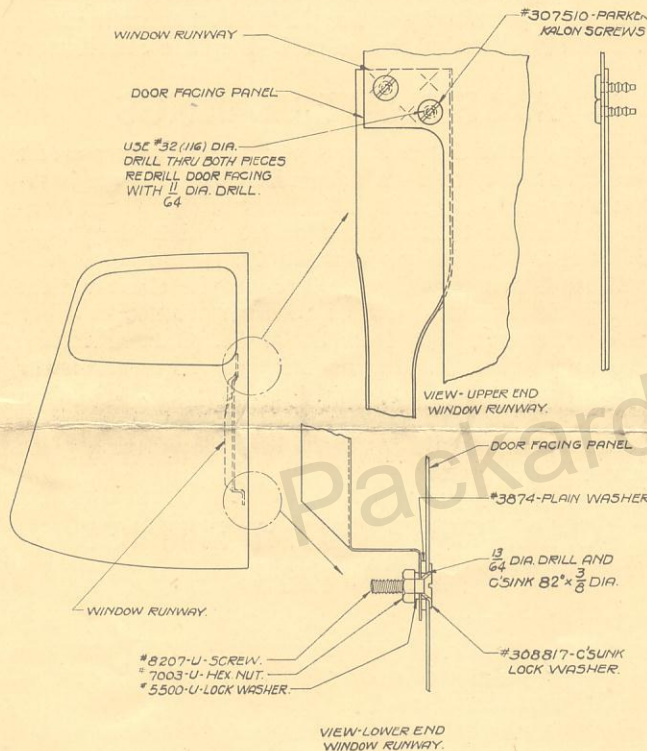 #307510-PARKER
KALON SCREWS
WINDOW RUNWAY
DOOR FACING PANEL
USE #32(.116) DIA.
DRILL THRU BOTH PIECES
REDRILL DOOR FACING
WITH 11/64 DIA. DRILL.
VIEW-UPPER END
WINDOW RUNWAY.
DOOR FACING PANEL
#3874-PLAIN WASHER
13/64 DIA. DRILL AND
C'SINK 82° x 3/8 DIA.
WINDOW RUNWAY.
#8207-U-SCREW.
#7003-U-HEX NUT.
#5500-U-LOCK WASHER.
#308817-C'SUNK
LOCK WASHER.
VIEW-LOWER END
WINDOW RUNWAY.
Packard